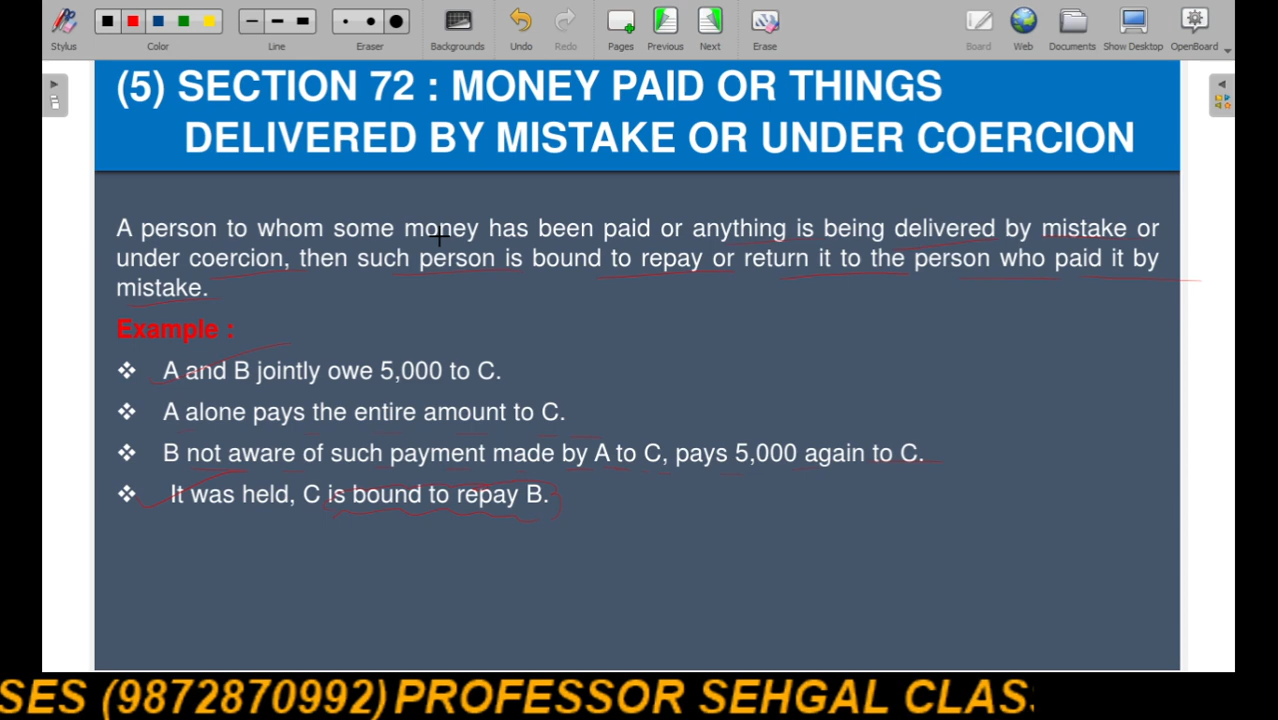 Stylus
Color
Line
Eraser
Backgrounds
Undo
Redo
Pages
Previous
Next
Erase
Board
Web
Documents
Show Desktop
OpenBoard
(5) SECTION 72 : MONEY PAID OR THINGS
DELIVERED BY MISTAKE OR UNDER COERCION
A person to whom some money has been paid or anything is being delivered by mistake or
under coercion, then such person is bound to repay or return it to the person who paid it by
mistake.
Example :
❖ A and B jointly owe 5,000 to C.
❖ A alone pays the entire amount to C.
❖ B not aware of such payment made by A to C, pays 5,000 again to C.
❖ It was held, C is bound to repay B.
SES (9872870992) PROFESSOR SEHGAL CLAS